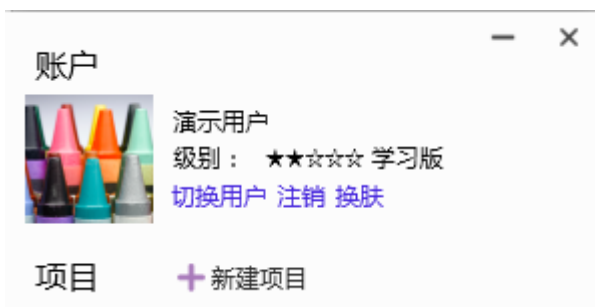 账户
演示用户
级别： ★★☆☆☆ 学习版
切换用户 注销 换肤
项目 新建项目